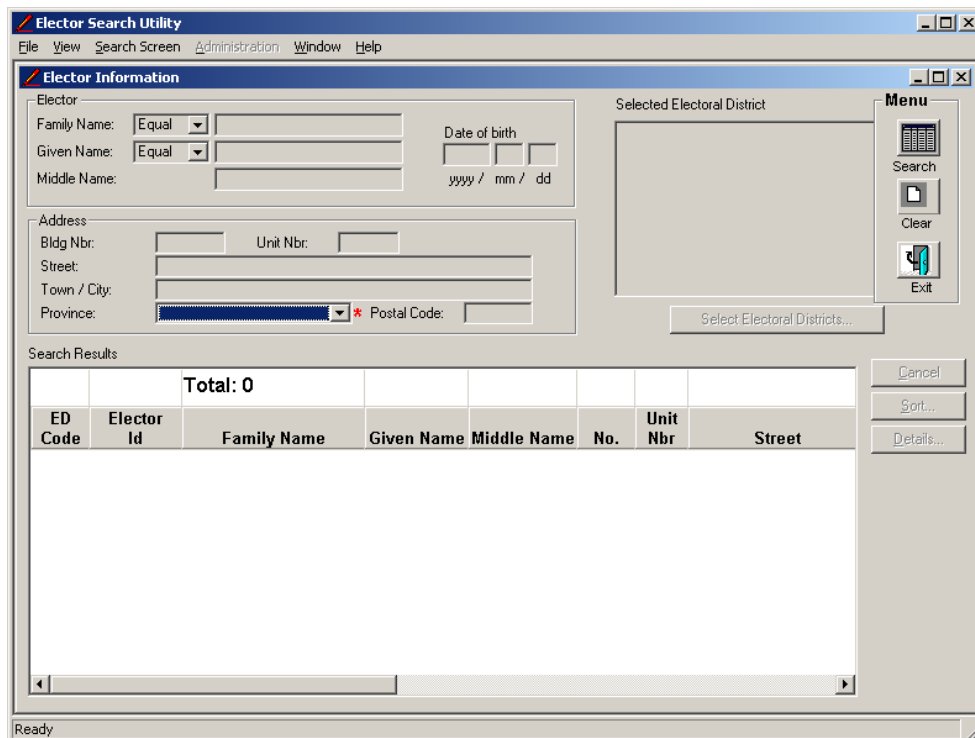 Elector Search Utility
File View Search Screen Administration Window Help
Elector Information
Elector
Family Name: Equal
Given Name: Equal
Middle Name:
Date of birth
yyyy / mm / dd
Selected Electoral District
Menu
Search
Clear
Exit
Address
Bldg Nbr: Unit Nbr:
Street:
Town / City:
Province: * Postal Code:
Select Electoral Districts...
Search Results
Total: 0
ED Code Elector Id Family Name Given Name Middle Name No. Unit Nbr Street
Cancel
Sort...
Details...
Ready